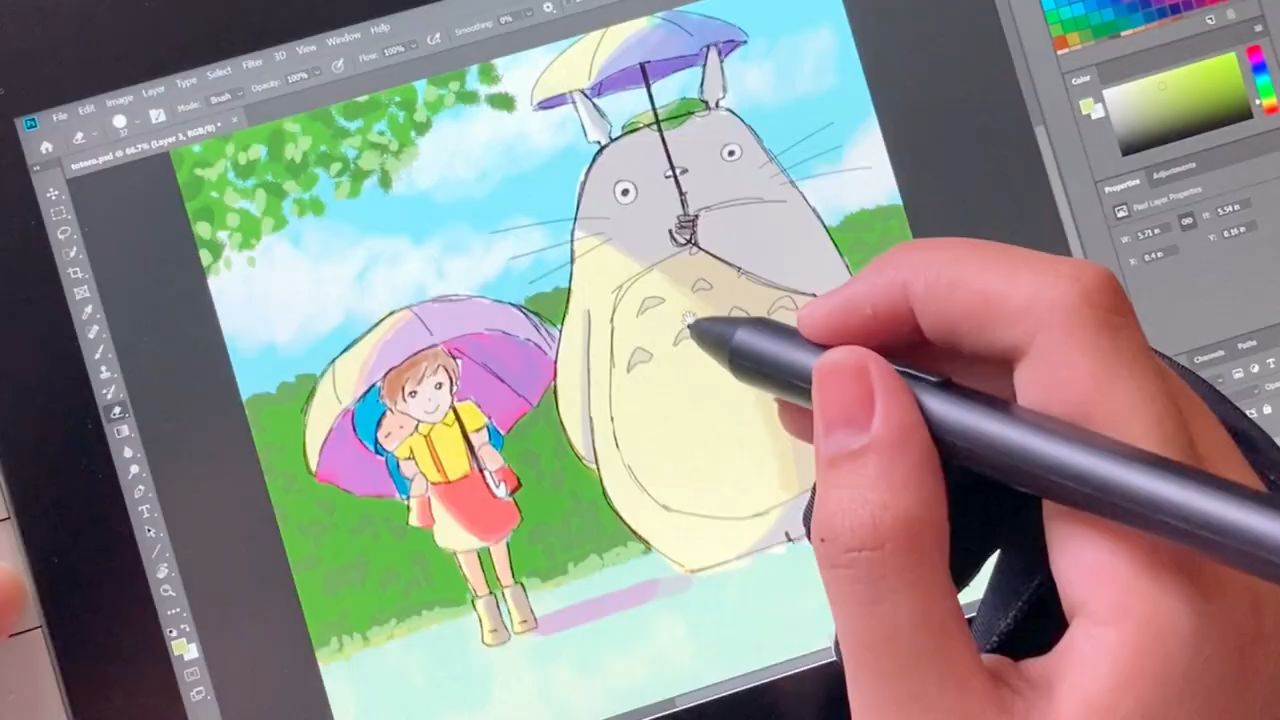 Ps File Edit Image Layer Type Select Filter 3D View Window Help
37 Mode: Brush Opacity: 100% Flow: 100% Smoothing: 0%
totoro.psd @ 66.7% (Layer 3, RGB/8) * ×
Color
Properties Adjustments
Pixel Layer Properties
W: 5.71 in H: 5.54 in
X: 0.4 in Y: 0.16 in
Channels Paths
T